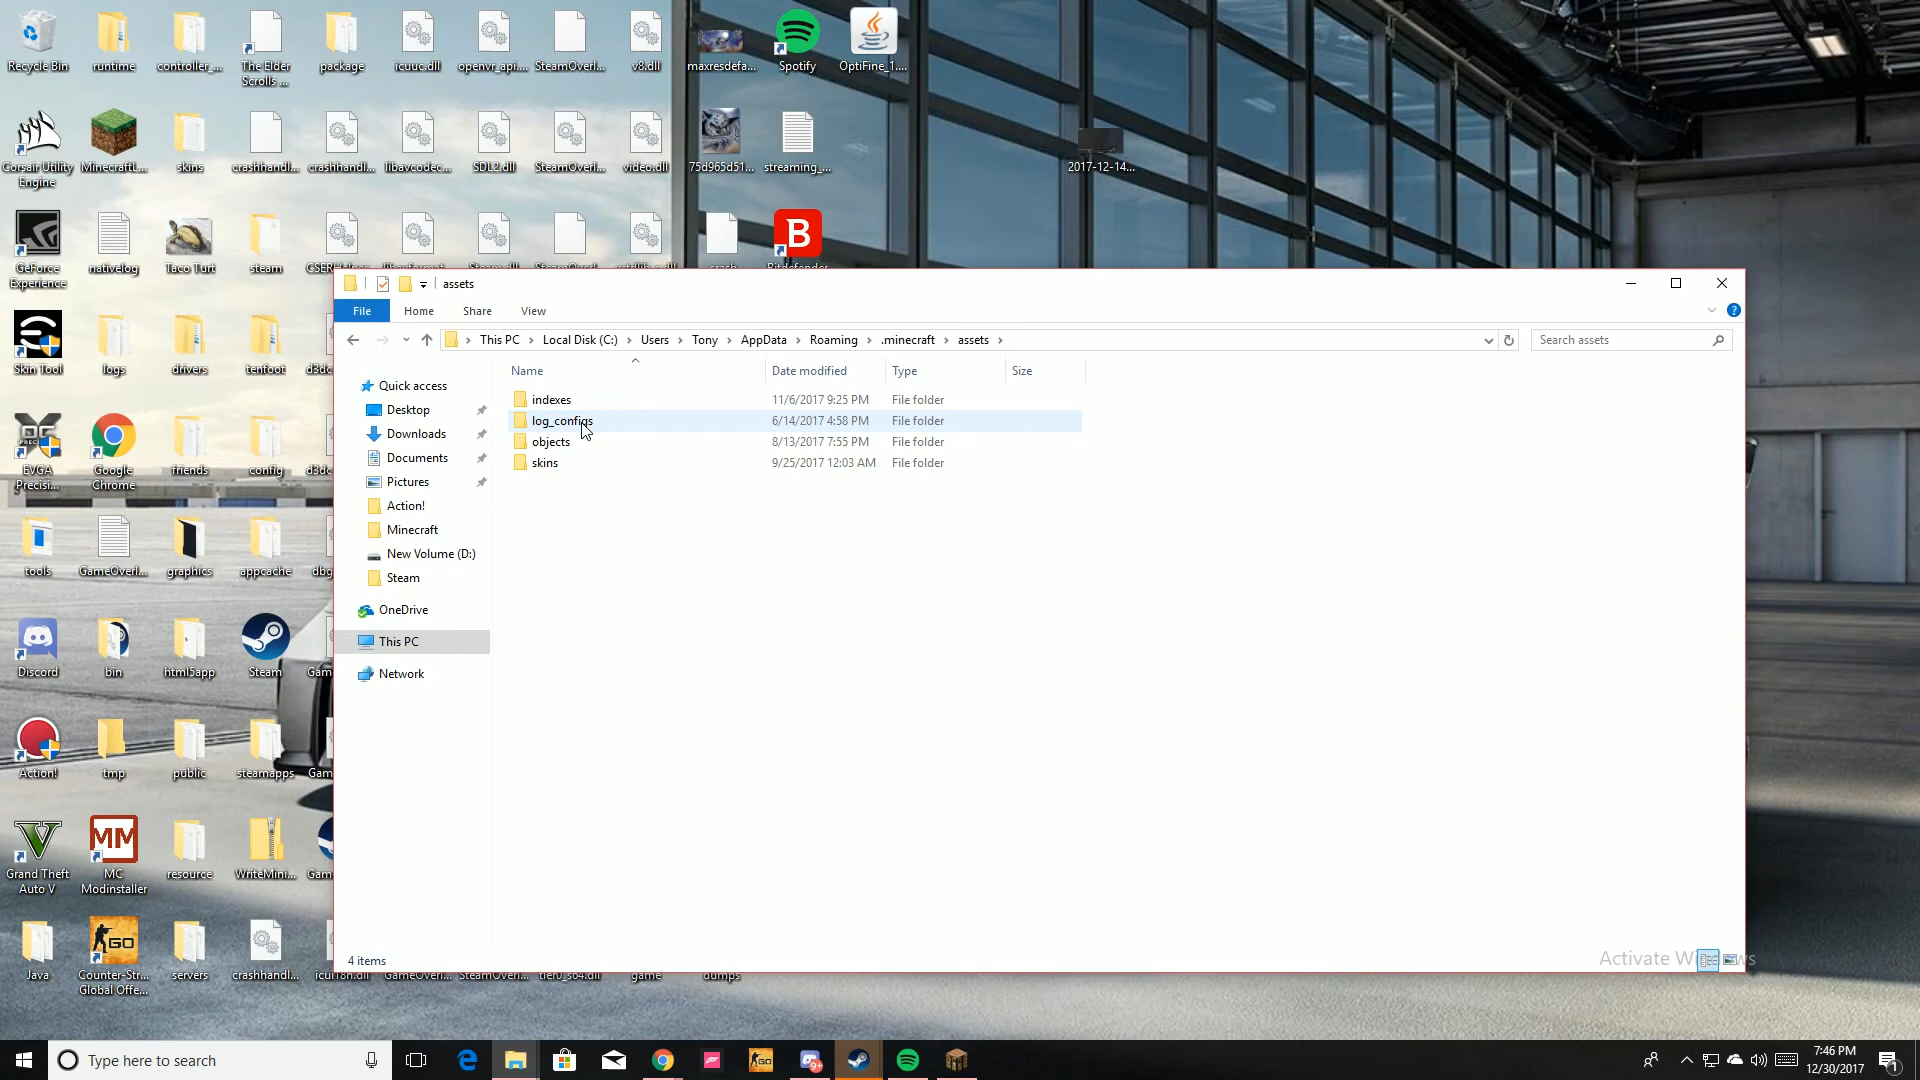 Recycle Bin
runtime
controller_...
The Elder Scrolls ...
package
icuuc.dll
openvr_api....
SteamOverl...
v8.dll
maxresdefa...
Spotify
OptiFine_1....
Corsair Utility Engine
MinecraftL...
skins
crashhandl...
crashhandl...
libavcodec...
SDL2.dll
SteamOverl...
video.dll
75d965d51...
streaming_...
2017-12-14...
GeForce Experience
nativelog
Taco Turt
steam
Steam.dll
SteamOverl...
crash
Bitdefender
assets
File
Home
Share
View
This PC
Local Disk (C:)
Users
Tony
AppData
Roaming
.minecraft
assets
Search assets
Name
Date modified
Type
Size
indexes
11/6/2017 9:25 PM
File folder
log_configs
6/14/2017 4:58 PM
File folder
objects
8/13/2017 7:55 PM
File folder
skins
9/25/2017 12:03 AM
File folder
Quick access
Desktop
Downloads
Documents
Pictures
Action!
Minecraft
New Volume (D:)
Steam
OneDrive
This PC
Network
4 items
Skin Tool
logs
drivers
tenfoot
d3dc
EVGA Precisi...
Google Chrome
friends
config
d3dc
tools
GameOverl...
graphics
appcache
dbg
Discord
bin
html5app
Steam
Gam
Action!
tmp
public
steamapps
Gam
Grand Theft Auto V
MM
MC Modinstaller
resource
WriteMini...
Gam
Java
GO
Counter-Str... Global Offe...
servers
crashhandl...
GameOverl...
SteamOverl...
tier0_s64.dll
game
dumps
Activate Windows
Type here to search
GO
9+
7:46 PM
12/30/2017
1